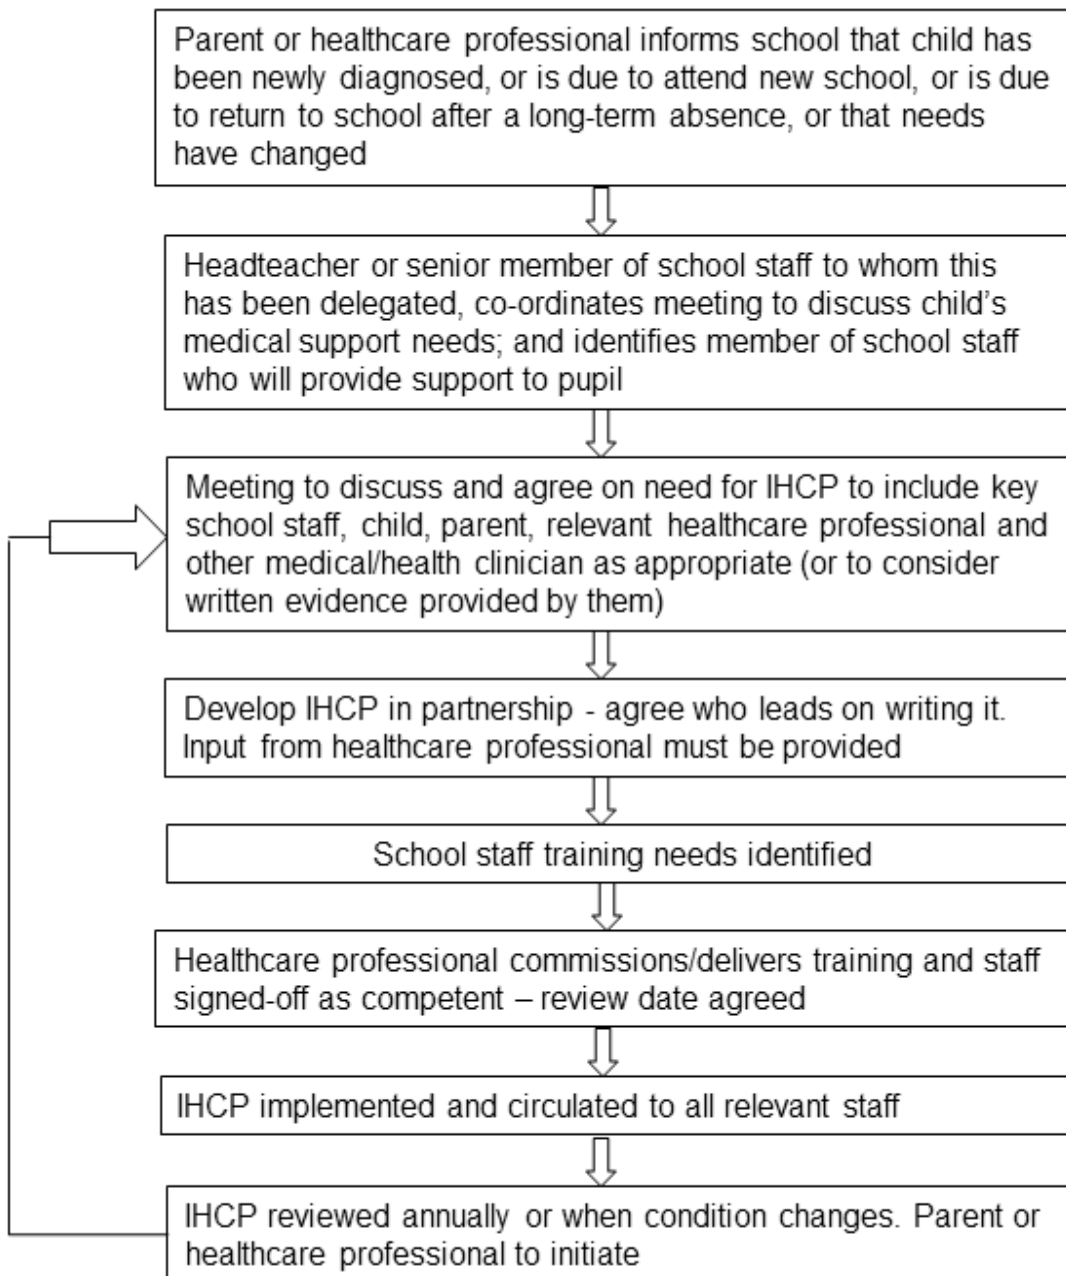 Parent or healthcare professional informs school that child has
been newly diagnosed, or is due to attend new school, or is due
to return to school after a long-term absence, or that needs
have changed
Headteacher or senior member of school staff to whom this
has been delegated, co-ordinates meeting to discuss child’s
medical support needs; and identifies member of school staff
who will provide support to pupil
Meeting to discuss and agree on need for IHCP to include key
school staff, child, parent, relevant healthcare professional and
other medical/health clinician as appropriate (or to consider
written evidence provided by them)
Develop IHCP in partnership - agree who leads on writing it.
Input from healthcare professional must be provided
School staff training needs identified
Healthcare professional commissions/delivers training and staff
signed-off as competent – review date agreed
IHCP implemented and circulated to all relevant staff
IHCP reviewed annually or when condition changes. Parent or
healthcare professional to initiate